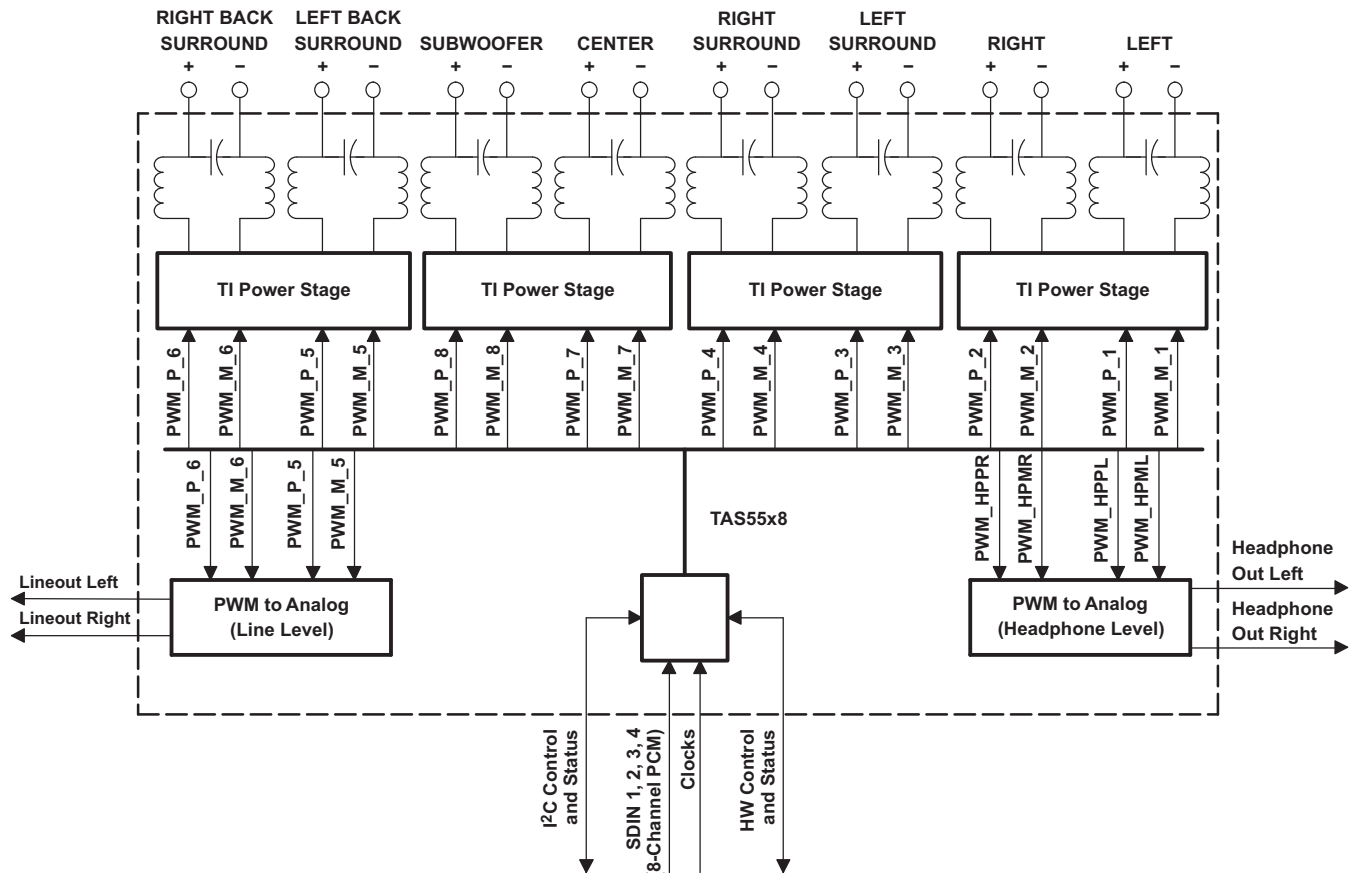 RIGHT BACK
SURROUND
LEFT BACK
SURROUND
SUBWOOFER
CENTER
RIGHT
SURROUND
LEFT
SURROUND
RIGHT
LEFT
+ −
+ −
+ −
+ −
+ −
+ −
+ −
+ −
TI Power Stage
TI Power Stage
TI Power Stage
TI Power Stage
PWM_P_6
PWM_M_6
PWM_P_5
PWM_M_5
PWM_P_8
PWM_M_8
PWM_P_7
PWM_M_7
PWM_P_4
PWM_M_4
PWM_P_3
PWM_M_3
PWM_P_2
PWM_M_2
PWM_P_1
PWM_M_1
PWM_P_6
PWM_M_6
PWM_P_5
PWM_M_5
PWM_HPPR
PWM_HPMR
PWM_HPPL
PWM_HPML
TAS55x8
Lineout Left
Lineout Right
PWM to Analog
(Line Level)
PWM to Analog
(Headphone Level)
Headphone
Out Left
Headphone
Out Right
I²C Control
and Status
SDIN 1, 2, 3, 4
(8-Channel PCM)
Clocks
HW Control
and Status